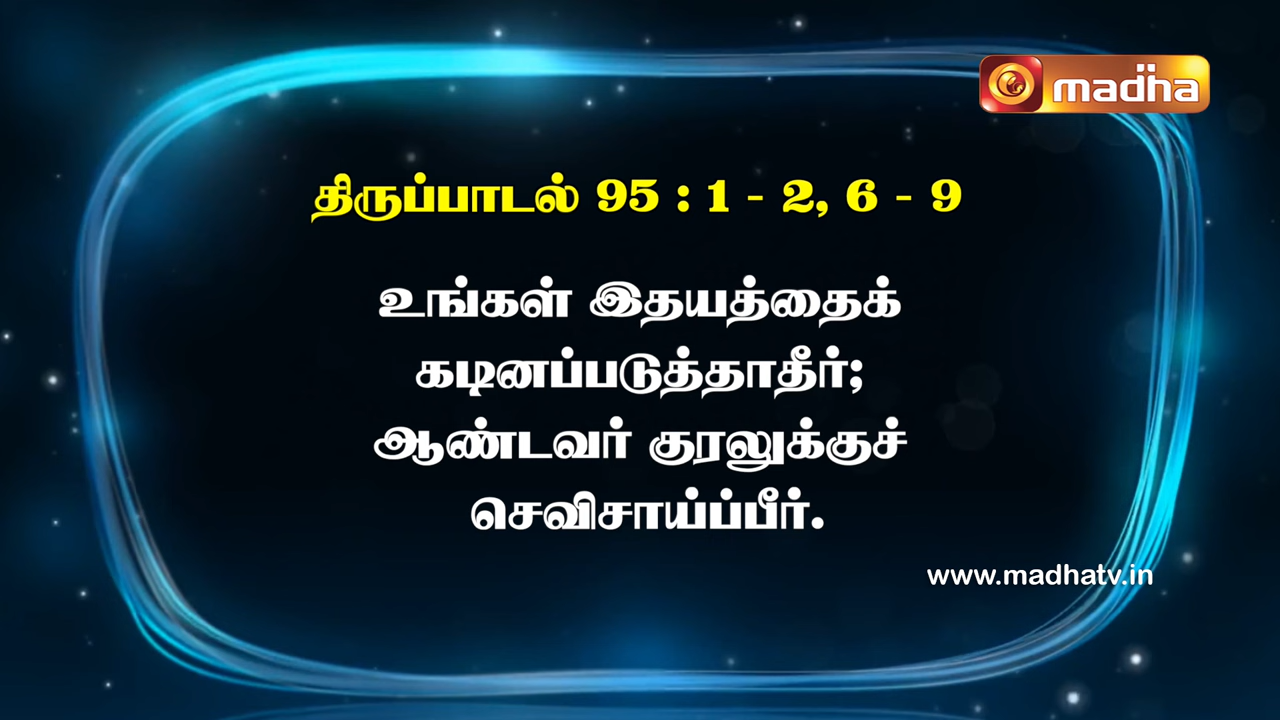 madha
திருப்பாடல் 95 : 1 - 2, 6 - 9
உங்கள் இதயத்தைக்
கடினப்படுத்தாதீர்;
ஆண்டவர் குரலுக்குச்
செவிசாய்ப்பீர்.
www.madhatv.in